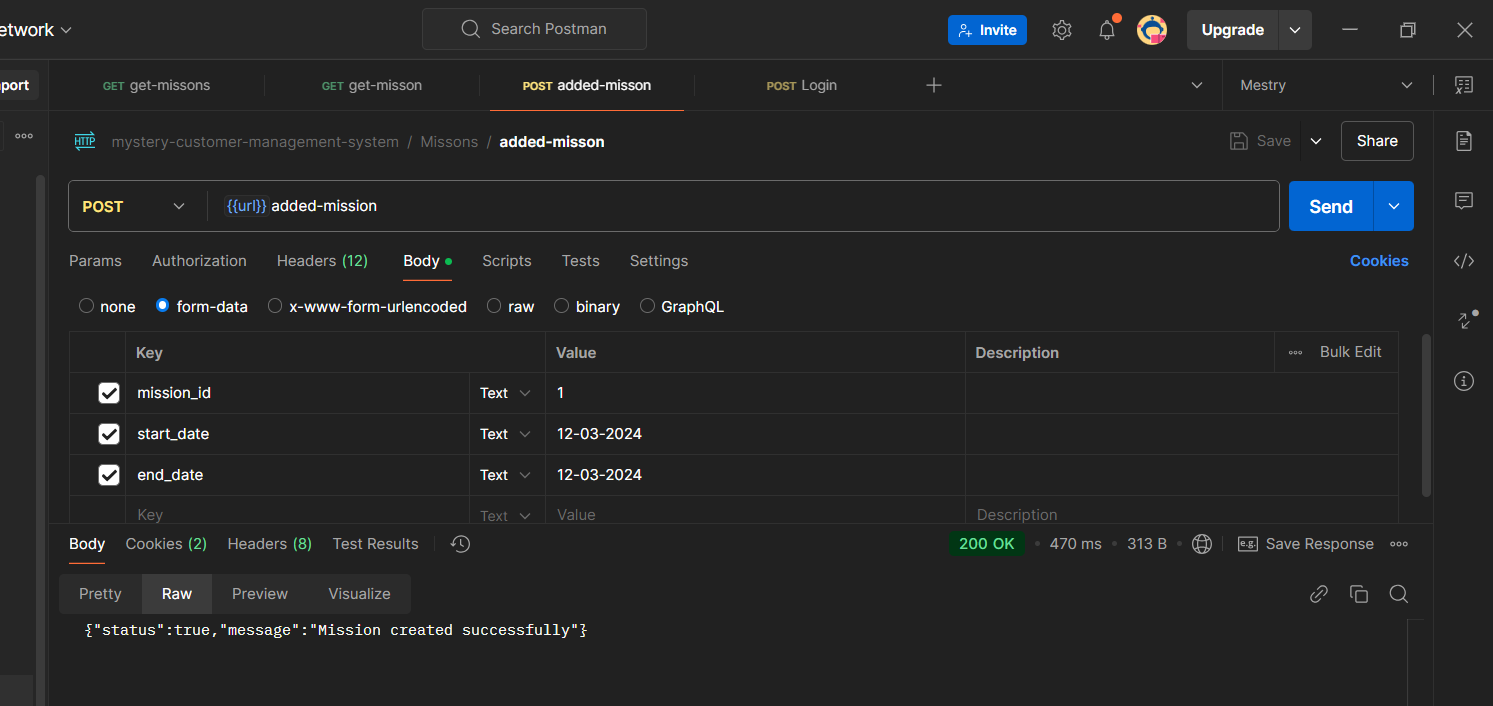 etwork
Search Postman
Invite
Upgrade
port
GET get-missons
GET get-misson
POST added-misson
POST Login
Mestry
HTTP
mystery-customer-management-system / Missons / added-misson
Save
Share
POST
{{url}} added-mission
Send
Params Authorization Headers (12) Body Scripts Tests Settings
Cookies
none form-data x-www-form-urlencoded raw binary GraphQL
Key Value Description Bulk Edit
mission_id Text 1
start_date Text 12-03-2024
end_date Text 12-03-2024
Key Text Value Description
Body Cookies (2) Headers (8) Test Results
200 OK • 470 ms • 313 B •
e.g. Save Response
Pretty Raw Preview Visualize
{"status":true,"message":"Mission created successfully"}